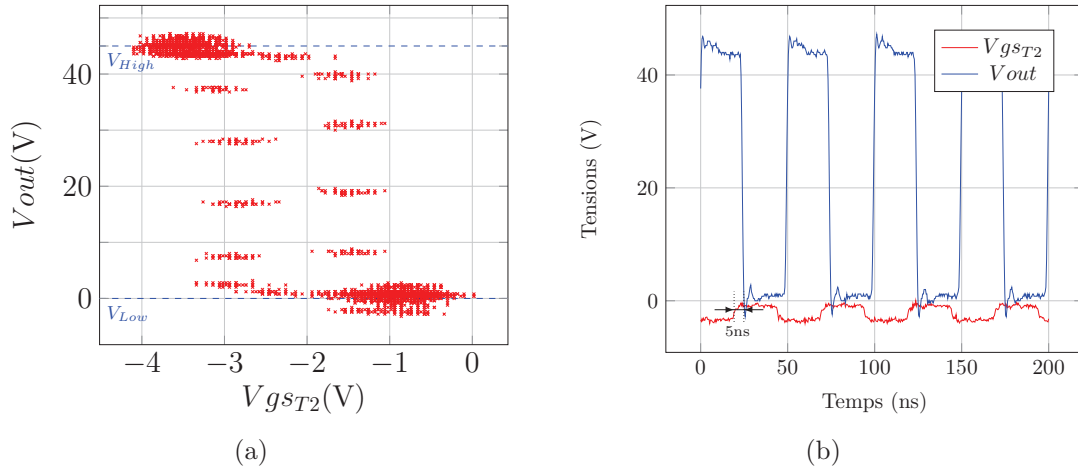 V_High
V_Low
40
20
0
−4
−3
−2
−1
0
Vout(V)
Vgs_T2(V)
(a)
Vgs_T2
Vout
5ns
40
20
0
0
50
100
150
200
Tensions (V)
Temps (ns)
(b)